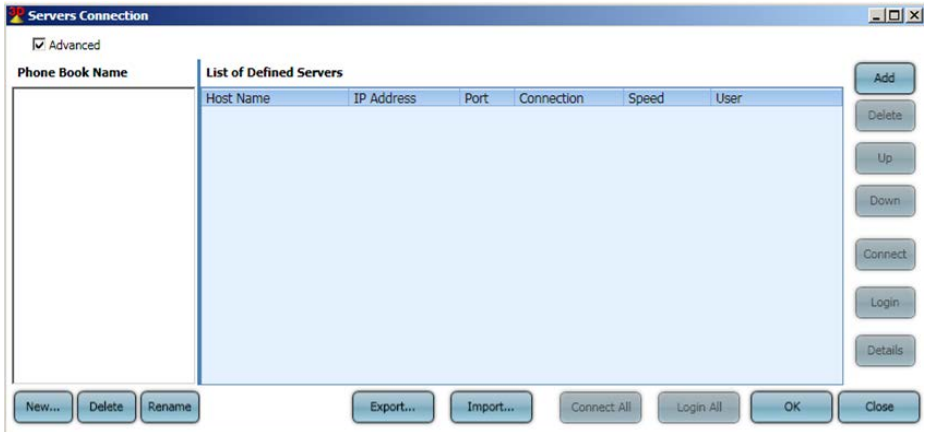 3D Servers Connection
Advanced
Phone Book Name
List of Defined Servers
Host Name IP Address Port Connection Speed User
Add
Delete
Up
Down
Connect
Login
Details
New... Delete Rename Export... Import... Connect All Login All OK Close